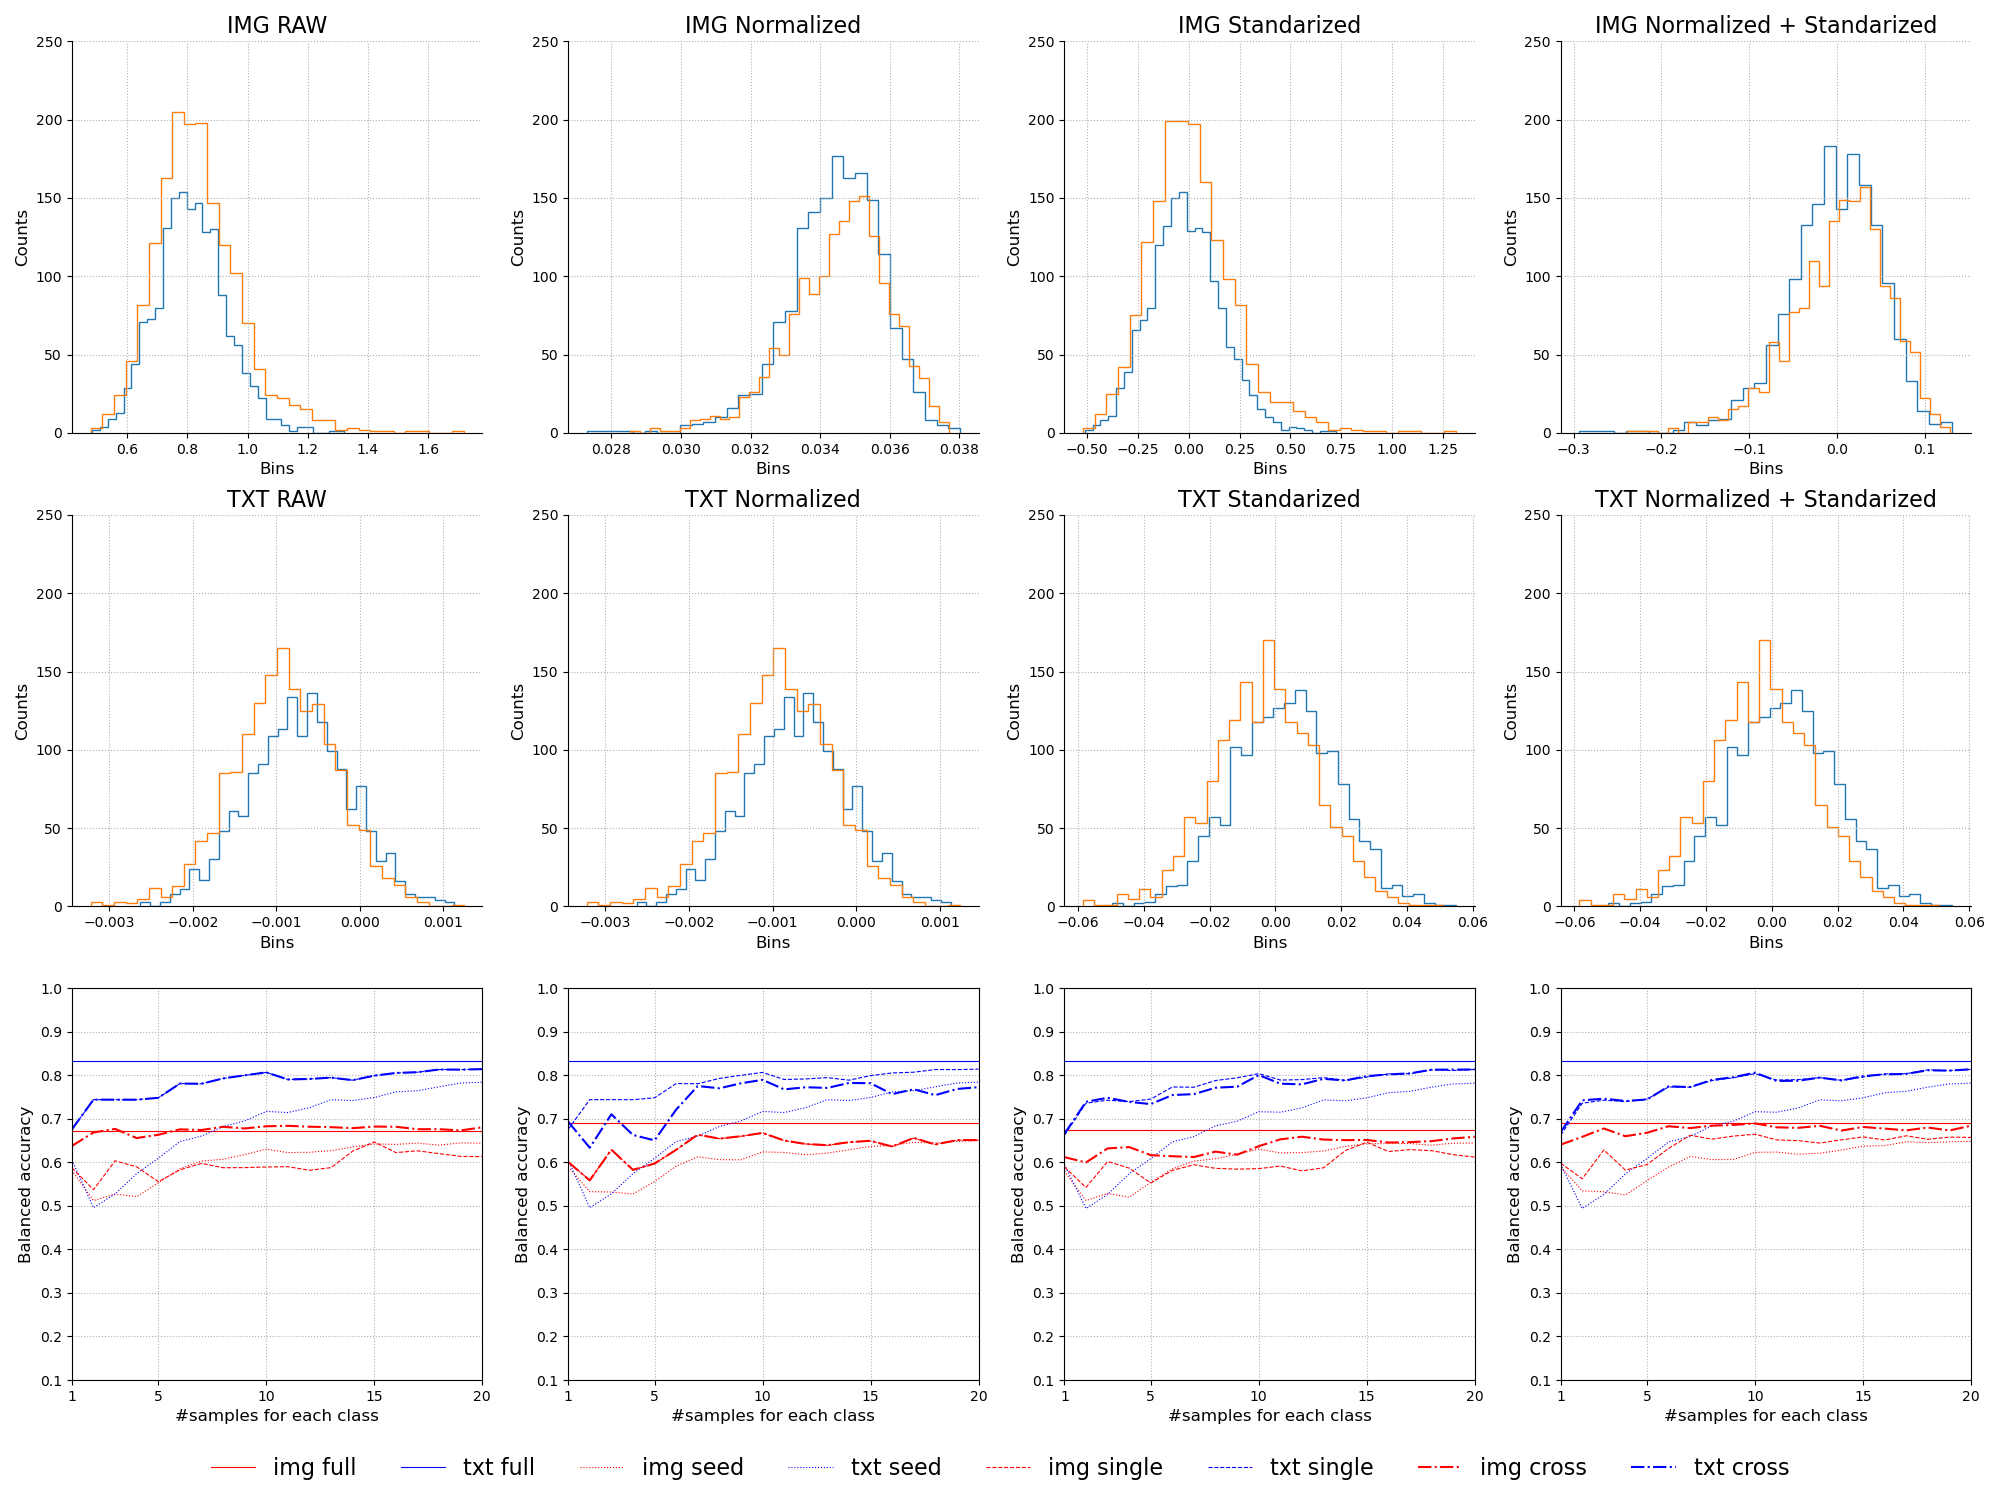 IMG RAW
IMG Normalized
IMG Standarized
IMG Normalized + Standarized
250
200
150
100
50
0
Counts
0.6 0.8 1.0 1.2 1.4 1.6
Bins
250
200
150
100
50
0
Counts
0.028 0.030 0.032 0.034 0.036 0.038
Bins
250
200
150
100
50
0
Counts
−0.50 −0.25 0.00 0.25 0.50 0.75 1.00 1.25
Bins
250
200
150
100
50
0
Counts
−0.3 −0.2 −0.1 0.0 0.1
Bins
TXT RAW
TXT Normalized
TXT Standarized
TXT Normalized + Standarized
250
200
150
100
50
0
Counts
−0.003 −0.002 −0.001 0.000 0.001
Bins
250
200
150
100
50
0
Counts
−0.003 −0.002 −0.001 0.000 0.001
Bins
250
200
150
100
50
0
Counts
−0.06 −0.04 −0.02 0.00 0.02 0.04 0.06
Bins
250
200
150
100
50
0
Counts
−0.06 −0.04 −0.02 0.00 0.02 0.04 0.06
Bins
1.0
0.9
0.8
0.7
0.6
0.5
0.4
0.3
0.2
0.1
Balanced accuracy
1 5 10 15 20
#samples for each class
1.0
0.9
0.8
0.7
0.6
0.5
0.4
0.3
0.2
0.1
Balanced accuracy
1 5 10 15 20
#samples for each class
1.0
0.9
0.8
0.7
0.6
0.5
0.4
0.3
0.2
0.1
Balanced accuracy
1 5 10 15 20
#samples for each class
1.0
0.9
0.8
0.7
0.6
0.5
0.4
0.3
0.2
0.1
Balanced accuracy
1 5 10 15 20
#samples for each class
img full txt full img seed txt seed img single txt single img cross txt cross